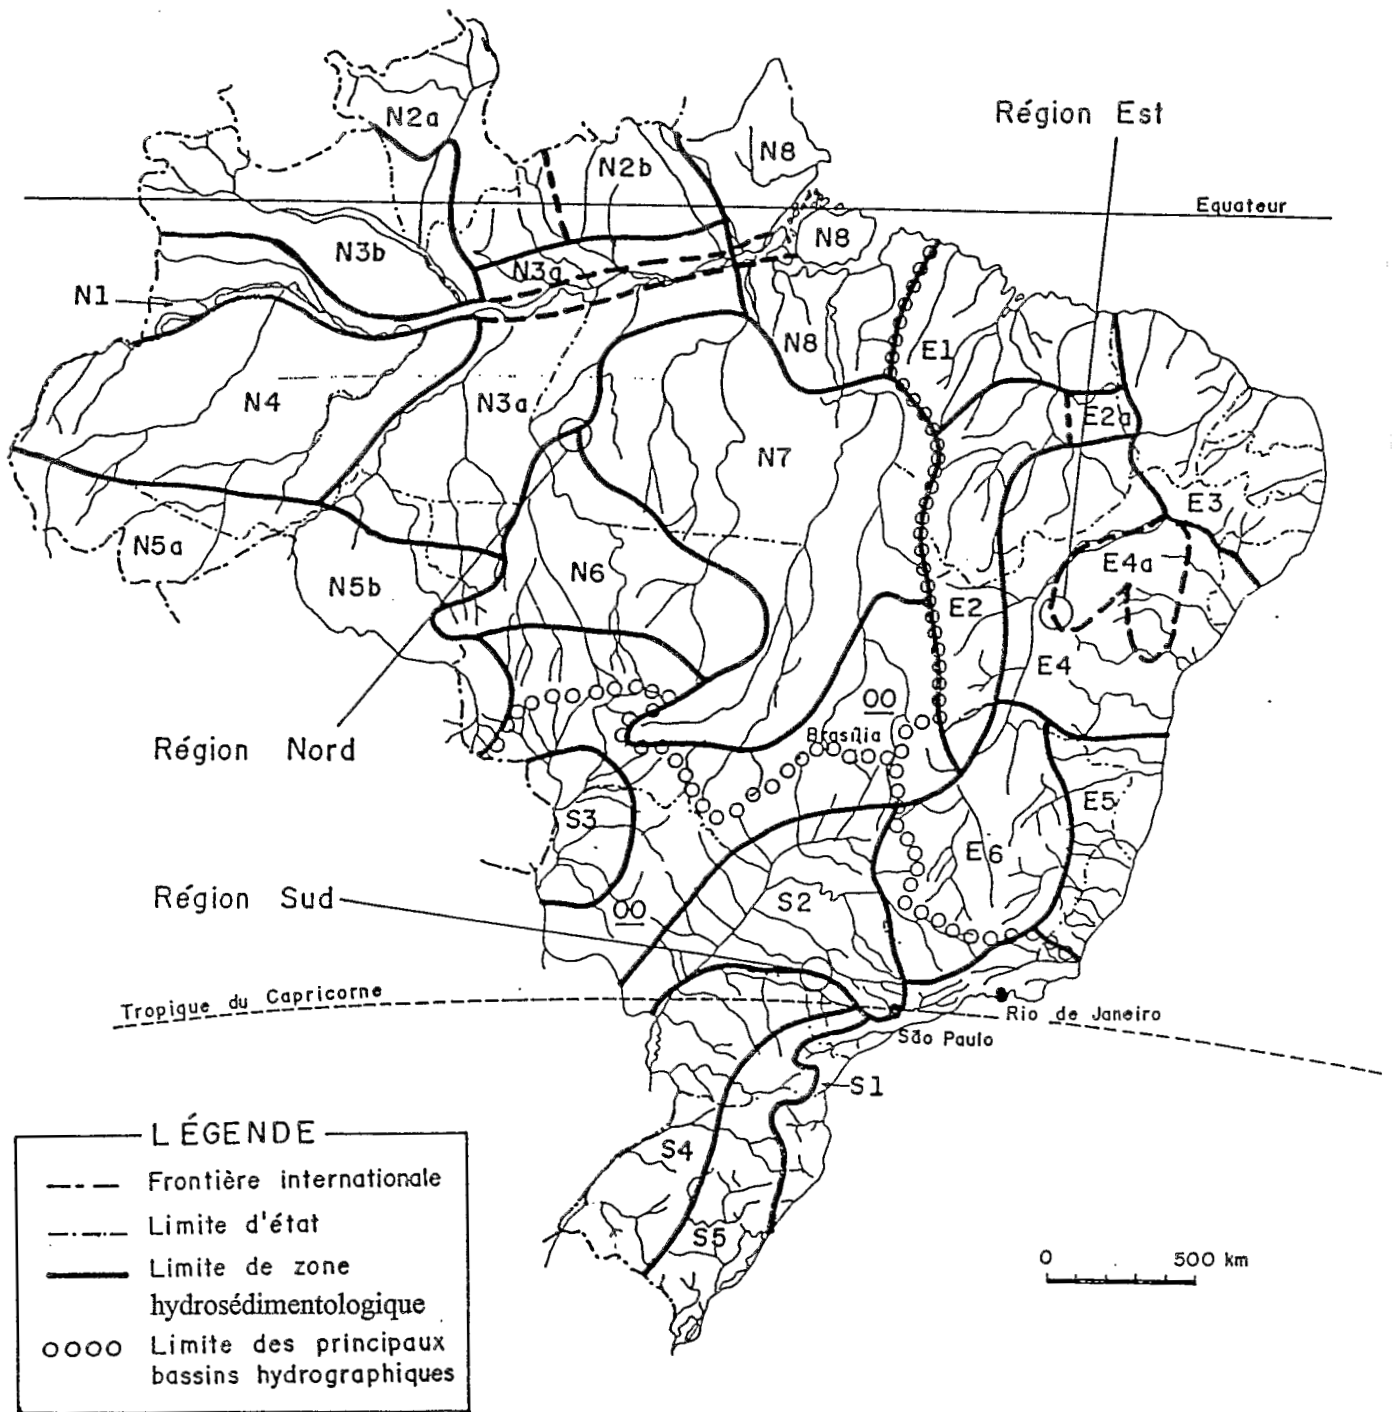 N2a
Région Est
N8
N2b
Equateur
N8
N3b
N3a
N1
N8
E1
N4
N3a
E2a
N7
E3
N5a
E4a
N6
N5b
E2
E4
OO
Brasília
Région Nord
E5
S3
E6
Région Sud
S2
OO
Tropique du Capricorne
Rio de Janeiro
São Paulo
S1
LÉGENDE
S4
Frontière internationale
Limite d'état
S5
Limite de zone
hydrosédimentologique
0 500 km
Limite des principaux
bassins hydrographiques